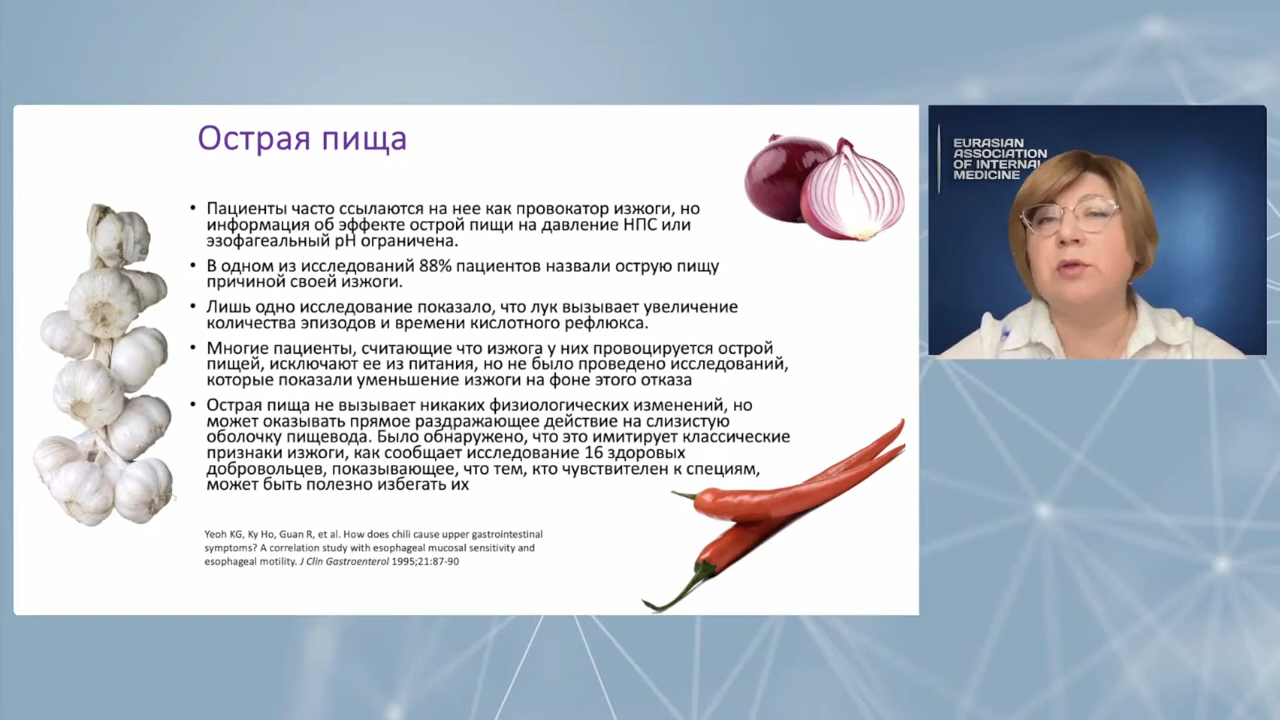 Острая пища
• Пациенты часто ссылаются на нее как провокатор изжоги, но
информация об эффекте острой пищи на давление НПС или
эзофагеальный pH ограничена.
• В одном из исследований 88% пациентов назвали острую пищу
причиной своей изжоги.
• Лишь одно исследование показало, что лук вызывает увеличение
количества эпизодов и времени кислотного рефлюкса.
• Многие пациенты, считающие что изжога у них провоцируется острой
пищей, исключают ее из питания, но не было проведено исследований,
которые показали уменьшение изжоги на фоне этого отказа
• Острая пища не вызывает никаких физиологических изменений, но
может оказывать прямое раздражающее действие на слизистую
оболочку пищевода. Было обнаружено, что это имитирует классические
признаки изжоги, как сообщает исследование 16 здоровых
добровольцев, показывающее, что тем, кто чувствителен к специям,
может быть полезно избегать их
Yeoh KG, Ky Ho, Guan R, et al. How does chili cause upper gastrointestinal
symptoms? A correlation study with esophageal mucosal sensitivity and
esophageal motility. J Clin Gastroenterol 1995;21:87-90
EURASIAN
ASSOCIATION
OF INTERNAL
MEDICINE